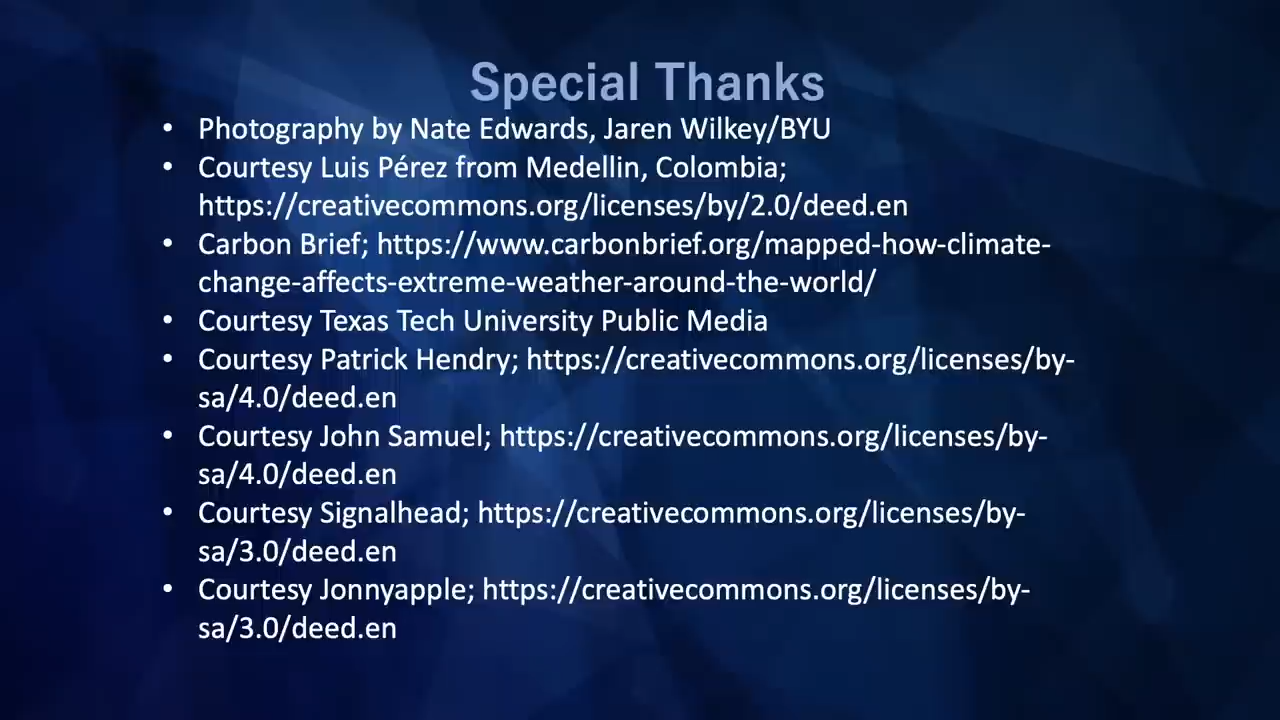 Special Thanks
• Photography by Nate Edwards, Jaren Wilkey/BYU
• Courtesy Luis Pérez from Medellin, Colombia;
https://creativecommons.org/licenses/by/2.0/deed.en
• Carbon Brief; https://www.carbonbrief.org/mapped-how-climate-
change-affects-extreme-weather-around-the-world/
• Courtesy Texas Tech University Public Media
• Courtesy Patrick Hendry; https://creativecommons.org/licenses/by-
sa/4.0/deed.en
• Courtesy John Samuel; https://creativecommons.org/licenses/by-
sa/4.0/deed.en
• Courtesy Signalhead; https://creativecommons.org/licenses/by-
sa/3.0/deed.en
• Courtesy Jonnyapple; https://creativecommons.org/licenses/by-
sa/3.0/deed.en